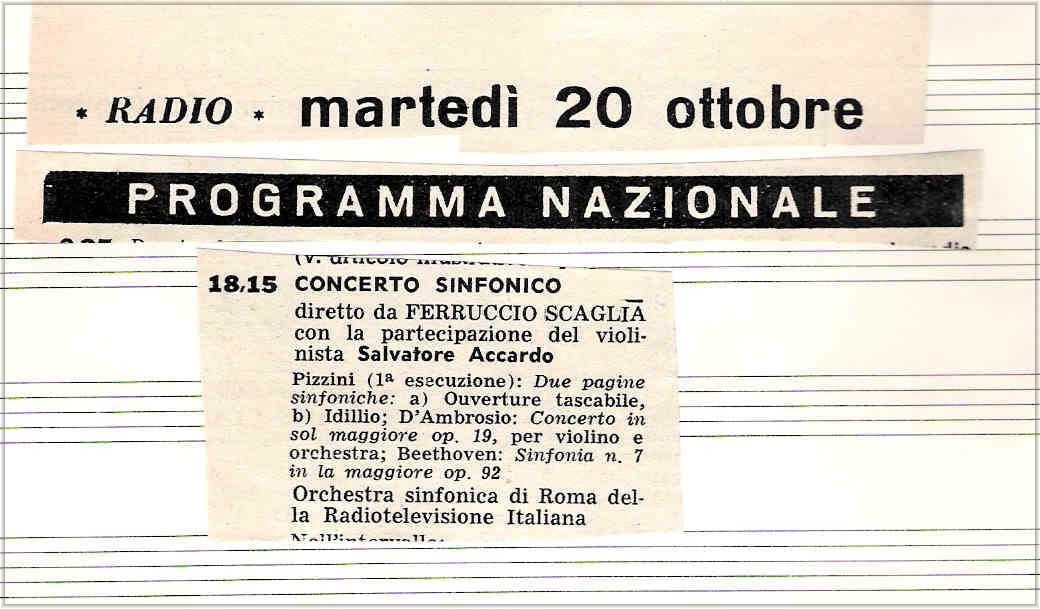 * RADIO * martedì 20 ottobre
PROGRAMMA NAZIONALE
18,15 CONCERTO SINFONICO
diretto da FERRUCCIO SCAGLIA
con la partecipazione del violi-
nista Salvatore Accardo
Pizzini (1ª esecuzione): Due pagine
sinfoniche: a) Ouverture tascabile,
b) Idillio; D'Ambrosio: Concerto in
sol maggiore op. 19, per violino e
orchestra; Beethoven: Sinfonia n. 7
in la maggiore op. 92
Orchestra sinfonica di Roma del-
la Radiotelevisione Italiana
Nell'intervallo: